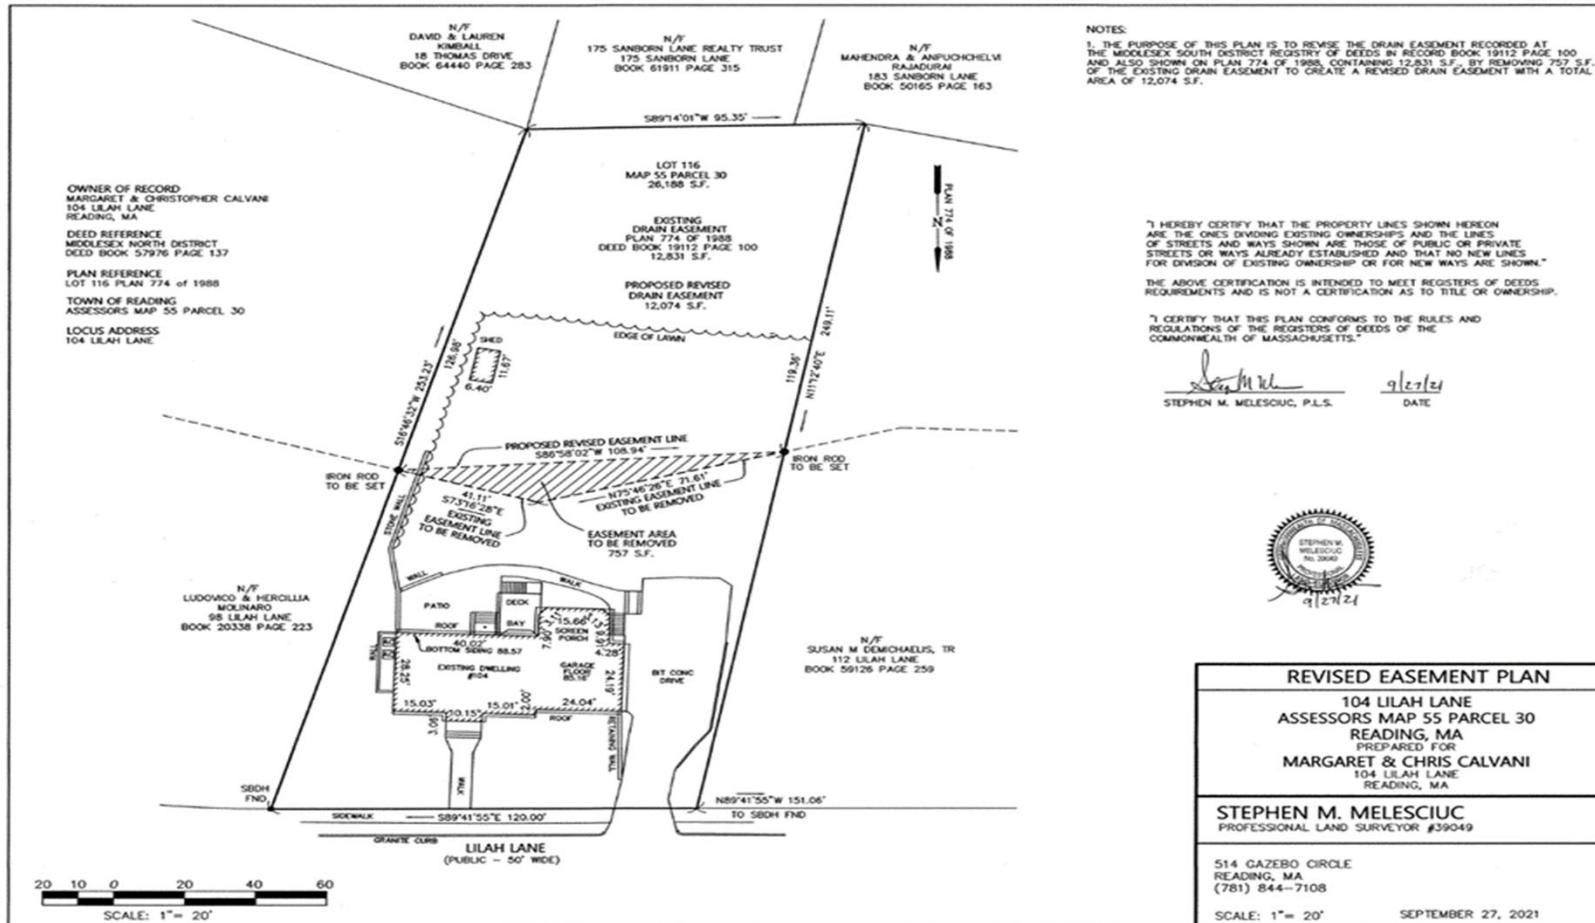 N/F
DAVID & LAUREN
KIMBALL
18 THOMAS DRIVE
BOOK 64440 PAGE 283
N/F
175 SANBORN LANE REALTY TRUST
175 SANBORN LANE
BOOK 61911 PAGE 315
N/F
MAHENDRA & ANPUCHCHELVI
RAJADURAI
183 SANBORN LANE
BOOK 50165 PAGE 163
NOTES:
1. THE PURPOSE OF THIS PLAN IS TO REVISE THE DRAIN EASEMENT RECORDED AT
THE MIDDLESEX SOUTH DISTRICT REGISTRY OF DEEDS IN RECORD BOOK 19112 PAGE 100
AND ALSO SHOWN ON PLAN 774 OF 1988, CONTAINING 12,831 S.F., BY REMOVING 757 S.F.
OF THE EXISTING DRAIN EASEMENT TO CREATE A REVISED DRAIN EASEMENT WITH A TOTAL
AREA OF 12,074 S.F.
S89°14'01"W 95.35'
LOT 116
MAP 55 PARCEL 30
26,188 S.F.
EXISTING
DRAIN EASEMENT
PLAN 774 OF 1988
DEED BOOK 19112 PAGE 100
12,831 S.F.
PROPOSED REVISED
DRAIN EASEMENT
12,074 S.F.
PLAN 774 OF 1988
N
OWNER OF RECORD
MARGARET & CHRISTOPHER CALVANI
104 LILAH LANE
READING, MA
DEED REFERENCE
MIDDLESEX NORTH DISTRICT
DEED BOOK 57976 PAGE 137
PLAN REFERENCE
LOT 116 PLAN 774 of 1988
TOWN OF READING
ASSESSORS MAP 55 PARCEL 30
LOCUS ADDRESS
104 LILAH LANE
"I HEREBY CERTIFY THAT THE PROPERTY LINES SHOWN HEREON
ARE THE ONES DIVIDING EXISTING OWNERSHIPS AND THE LINES
OF STREETS AND WAYS SHOWN ARE THOSE OF PUBLIC OR PRIVATE
STREETS OR WAYS ALREADY ESTABLISHED AND THAT NO NEW LINES
FOR DIVISION OF EXISTING OWNERSHIP OR FOR NEW WAYS ARE SHOWN."
THE ABOVE CERTIFICATION IS INTENDED TO MEET REGISTERS OF DEEDS
REQUIREMENTS AND IS NOT A CERTIFICATION AS TO TITLE OR OWNERSHIP.
"I CERTIFY THAT THIS PLAN CONFORMS TO THE RULES AND
REGULATIONS OF THE REGISTERS OF DEEDS OF THE
COMMONWEALTH OF MASSACHUSETTS."
9/27/21
STEPHEN M. MELESCIUC, P.L.S.
DATE
EDGE OF LAWN
SHED
11.67'
6.40'
126.98'
S16°46'32"W 253.23'
249.11'
119.36'
N11°12'40"E
PROPOSED REVISED EASEMENT LINE
S86°58'02"W 108.94'
IRON ROD
TO BE SET
IRON ROD
TO BE SET
41.11'
S73°16'28"E
EXISTING
EASEMENT LINE
TO BE REMOVED
N75°46'26"E 71.61'
EXISTING EASEMENT LINE
TO BE REMOVED
EASEMENT AREA
TO BE REMOVED
757 S.F.
STONE WALL
STEPHEN M.
MELESCIUC
No. 39049
PROFESSIONAL
9/27/21
N/F
LUDOVICO & HERCILLIA
MOLINARO
98 LILAH LANE
BOOK 20338 PAGE 223
N/F
SUSAN M DEMICHAELIS, TR
112 LILAH LANE
BOOK 59126 PAGE 259
WALL
WALK
PATIO
DECK
BAY
ROOF
15.66'
SCREEN
PORCH
7.06'
4.28'
40.02'
BOTTOM SIDING 88.57
EXISTING DWELLING
#104
GARAGE
FLOOR
80.16'
BIT CONC
DRIVE
28.25'
24.19'
15.03'
10.15'
15.01'
2.00'
24.04'
3.06'
ROOF
RETAINING WALL
WALK
SBDH
FND
SIDEWALK
S89°41'55"E 120.00'
N89°41'55"W 151.06'
TO SBDH FND
GRANITE CURB
LILAH LANE
(PUBLIC - 50' WIDE)
20 10 0 20 40 60
SCALE: 1"= 20'
REVISED EASEMENT PLAN
104 LILAH LANE
ASSESSORS MAP 55 PARCEL 30
READING, MA
PREPARED FOR
MARGARET & CHRIS CALVANI
104 LILAH LANE
READING, MA
STEPHEN M. MELESCIUC
PROFESSIONAL LAND SURVEYOR #39049
514 GAZEBO CIRCLE
READING, MA
(781) 844-7108
SCALE: 1"= 20'
SEPTEMBER 27, 2021